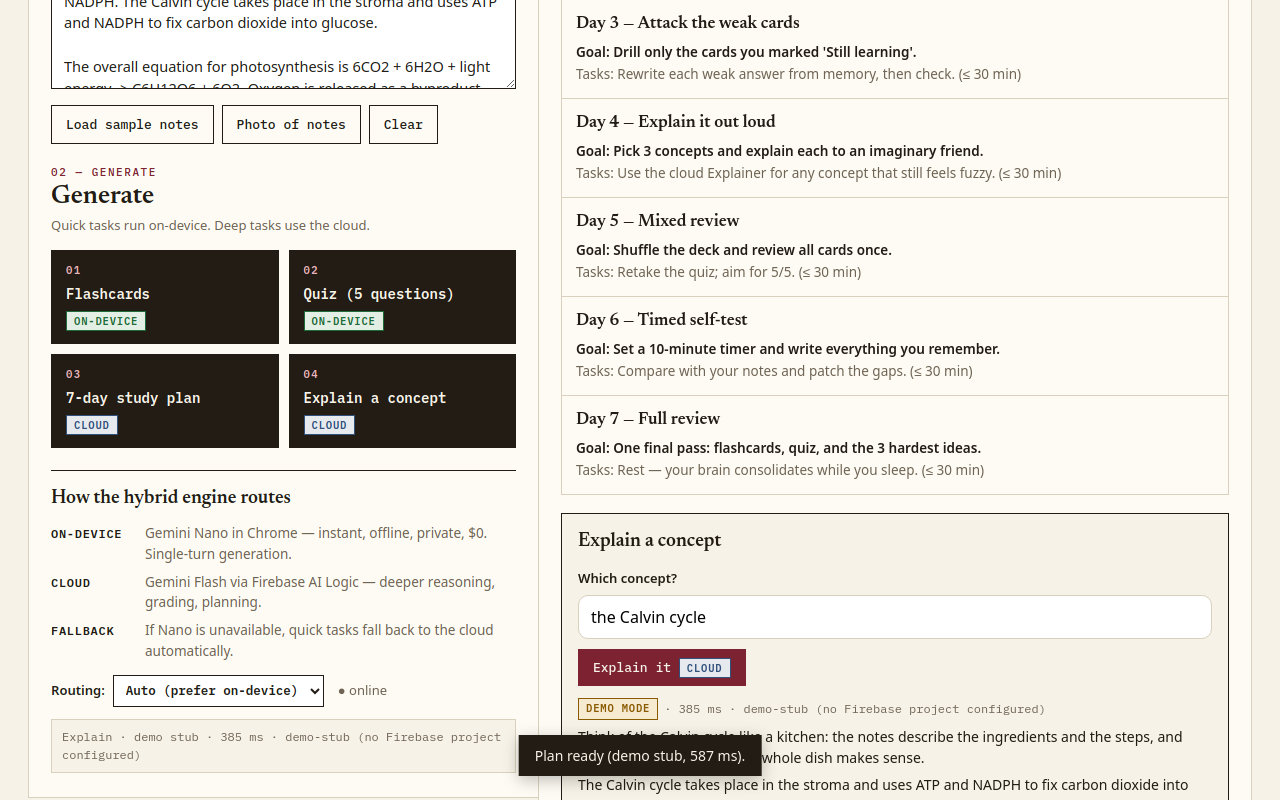 NADPH. The Calvin cycle takes place in the stroma and uses ATP
and NADPH to fix carbon dioxide into glucose.
The overall equation for photosynthesis is 6CO2 + 6H2O + light
energy -> C6H12O6 + 6O2. Oxygen is released as a byproduct
Load sample notes
Photo of notes
Clear
02 — GENERATE
Generate
Quick tasks run on-device. Deep tasks use the cloud.
01
Flashcards
ON-DEVICE
02
Quiz (5 questions)
ON-DEVICE
03
7-day study plan
CLOUD
04
Explain a concept
CLOUD
How the hybrid engine routes
ON-DEVICE
Gemini Nano in Chrome — instant, offline, private, $0.
Single-turn generation.
CLOUD
Gemini Flash via Firebase AI Logic — deeper reasoning,
grading, planning.
FALLBACK
If Nano is unavailable, quick tasks fall back to the cloud
automatically.
Routing:
Auto (prefer on-device)
● online
Explain · demo stub · 385 ms · demo-stub (no Firebase project
configured)
Day 3 — Attack the weak cards
Goal: Drill only the cards you marked 'Still learning'.
Tasks: Rewrite each weak answer from memory, then check. (≤ 30 min)
Day 4 — Explain it out loud
Goal: Pick 3 concepts and explain each to an imaginary friend.
Tasks: Use the cloud Explainer for any concept that still feels fuzzy. (≤ 30 min)
Day 5 — Mixed review
Goal: Shuffle the deck and review all cards once.
Tasks: Retake the quiz; aim for 5/5. (≤ 30 min)
Day 6 — Timed self-test
Goal: Set a 10-minute timer and write everything you remember.
Tasks: Compare with your notes and patch the gaps. (≤ 30 min)
Day 7 — Full review
Goal: One final pass: flashcards, quiz, and the 3 hardest ideas.
Tasks: Rest — your brain consolidates while you sleep. (≤ 30 min)
Explain a concept
Which concept?
the Calvin cycle
Explain it CLOUD
DEMO MODE · 385 ms · demo-stub (no Firebase project configured)
Think of the Calvin cycle like a kitchen: the notes describe the ingredients and the steps, and
whole dish makes sense.
The Calvin cycle takes place in the stroma and uses ATP and NADPH to fix carbon dioxide into
Plan ready (demo stub, 587 ms).